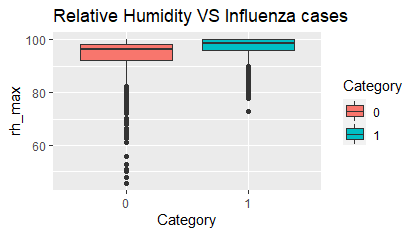 Relative Humidity VS Influenza cases
100
80
60
rh_max
0
1
Category
Category
0
1